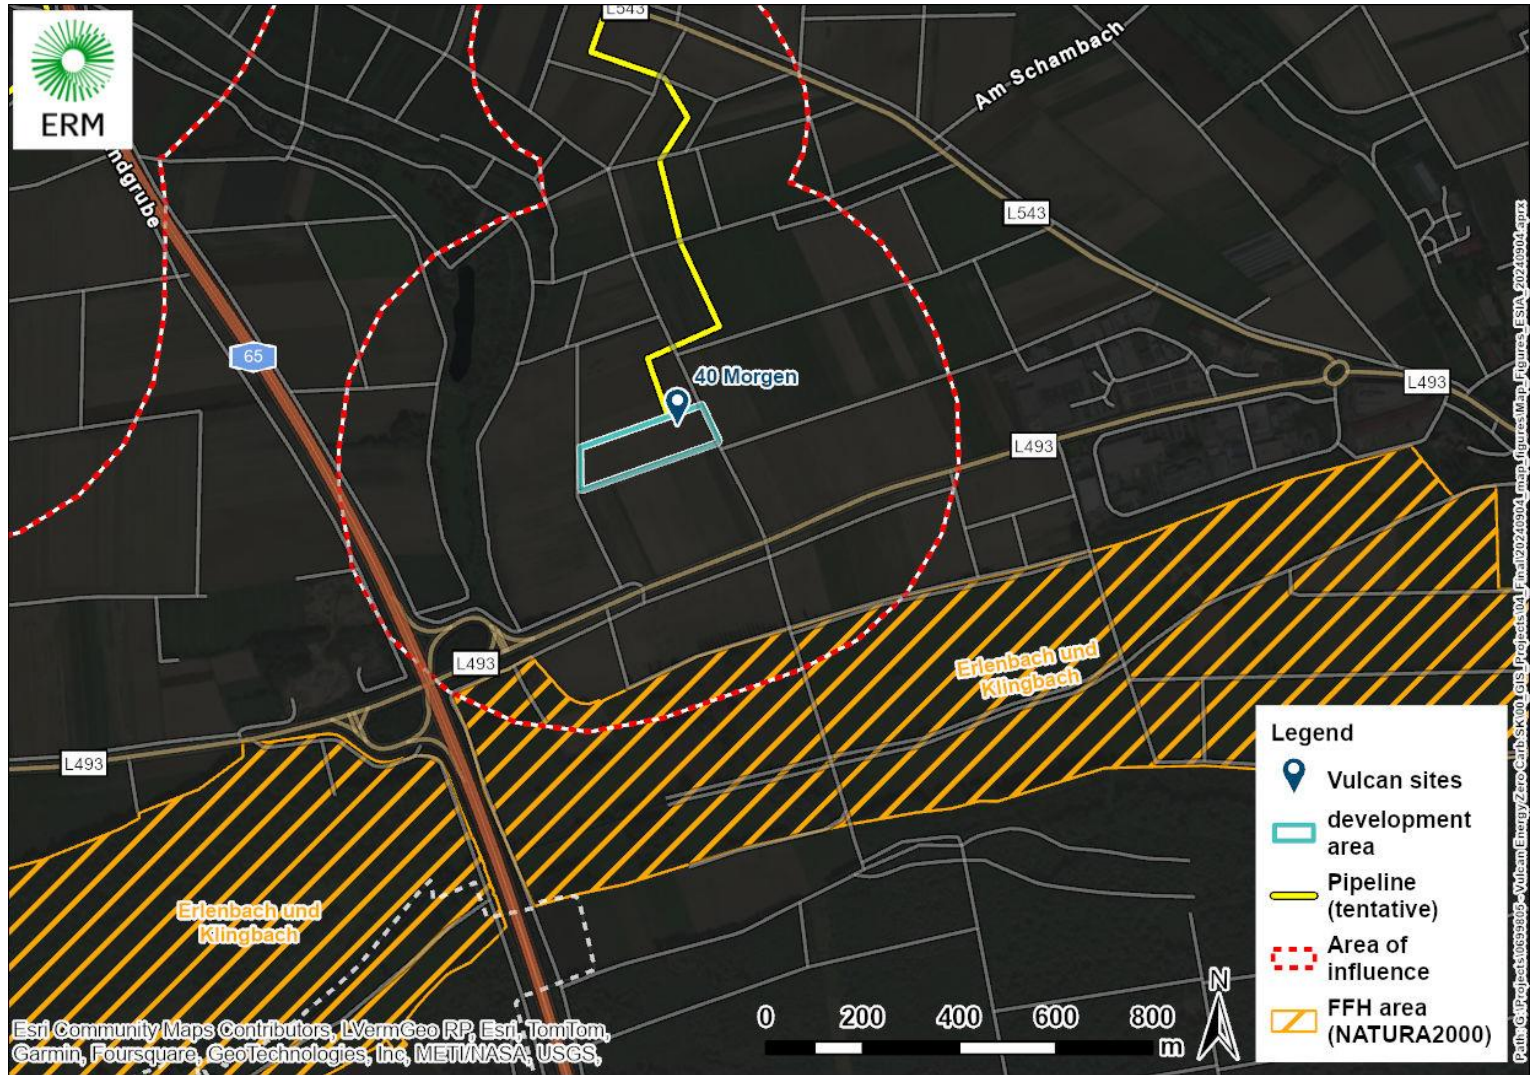 ERM
L543
Am Schambach
ndgrube
L543
65
40 Morgen
L493
L493
L493
Erlenbach und
Klingbach
L493
Erlenbach und
Klingbach
Legend
Vulcan sites
development
area
Pipeline
(tentative)
Area of
influence
FFH area
(NATURA2000)
N
0 200 400 600 800
m
Esri Community Maps Contributors, LVermGeo RP, Esri, TomTom,
Garmin, Foursquare, GeoTechnologies, Inc, METI/NASA, USGS,